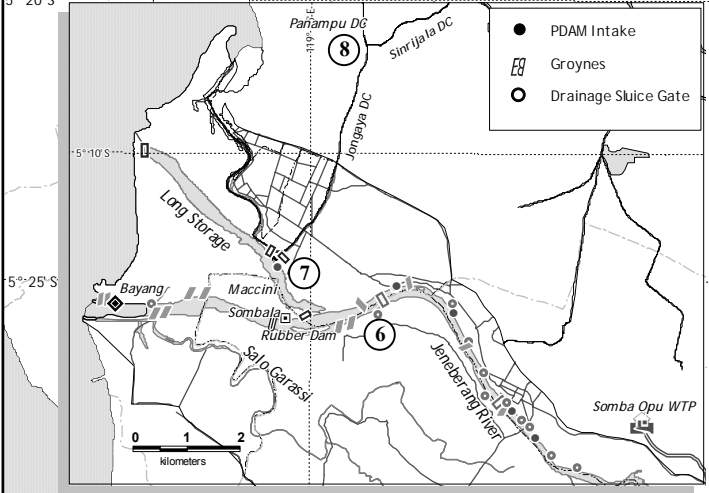 5° 20'S
Panampu DC
119° E
8
Sinrijala DC
PDAM Intake
Groynes
Drainage Sluice Gate
Jongaya DC
5° 10'S
Long Storage
5° 25' S
7
Bayang
Maccini
Sombala
Rubber Dam
6
Salo Garassi
Jeneberang River
Somba Opu WTP
0 1 2
kilometers